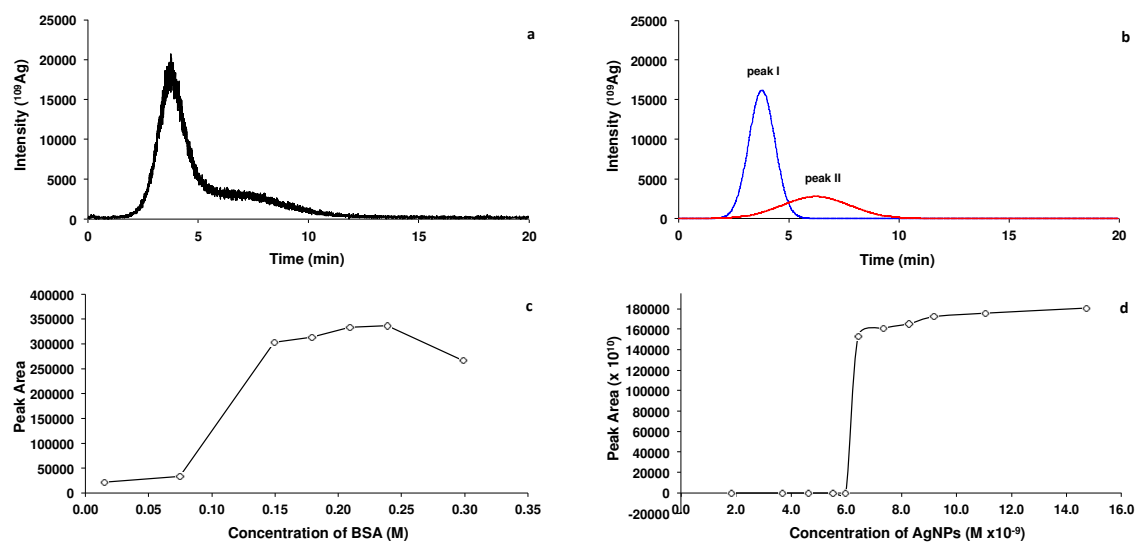 a
25000
20000
15000
10000
5000
0
Intensity (¹⁰⁹Ag)
0 5 10 15 20
Time (min)
b
25000
20000
15000
10000
5000
0
Intensity (¹⁰⁹Ag)
peak I
peak II
0 5 10 15 20
Time (min)
c
400000
350000
300000
250000
200000
150000
100000
50000
0
Peak Area
0.00 0.05 0.10 0.15 0.20 0.25 0.30 0.35
Concentration of BSA (M)
d
180000
160000
140000
120000
100000
80000
60000
40000
20000
0
-20000
Peak Area (x 10¹⁰)
0.0 2.0 4.0 6.0 8.0 10.0 12.0 14.0 16.0
Concentration of AgNPs (M x10⁻⁹)